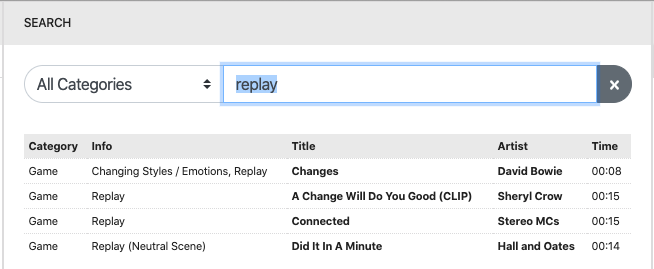 SEARCH
All Categories replay ×
Category Info Title Artist Time
Game Changing Styles / Emotions, Replay Changes David Bowie 00:08
Game Replay A Change Will Do You Good (CLIP) Sheryl Crow 00:15
Game Replay Connected Stereo MCs 00:15
Game Replay (Neutral Scene) Did It In A Minute Hall and Oates 00:14